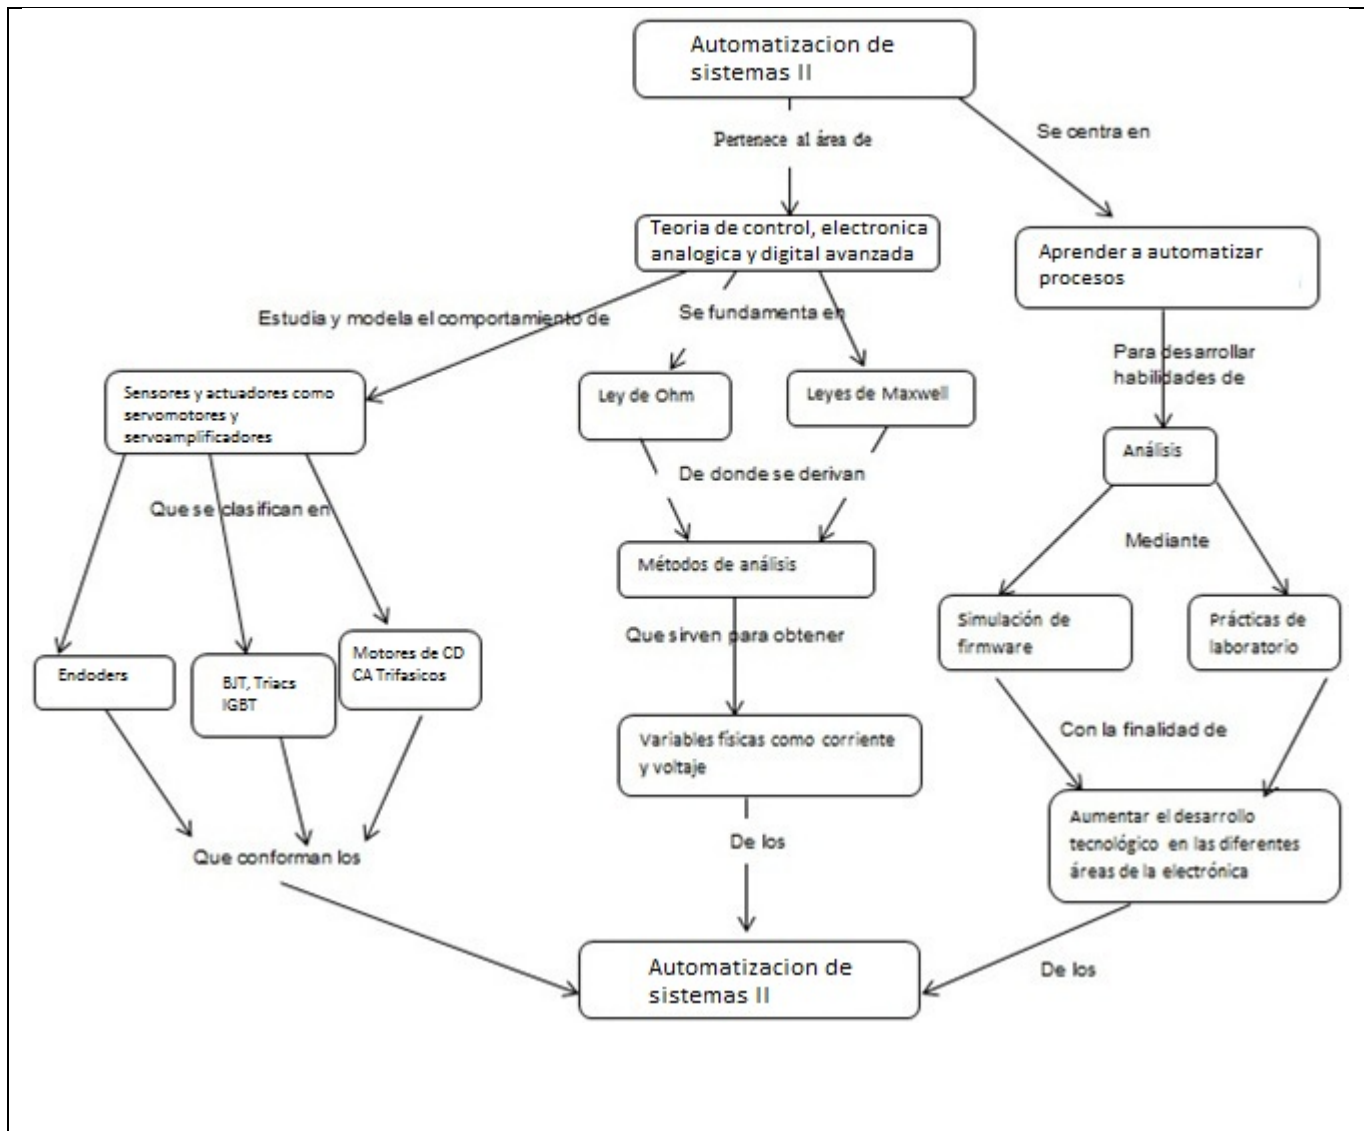 Automatizacion de
sistemas II
Pertenece al área de
Se centra en
Teoria de control, electronica
analogica y digital avanzada
Aprender a automatizar
procesos
Estudia y modela el comportamiento de
Se fundamenta en
Para desarrollar
habilidades de
Sensores y actuadores como
servomotores y
servoamplificadores
Ley de Ohm
Leyes de Maxwell
Análisis
Que se clasifican en
De donde se derivan
Mediante
Métodos de análisis
Simulación de
firmware
Prácticas de
laboratorio
Que sirven para obtener
Endoders
BJT, Triacs
IGBT
Motores de CD
CA Trifasicos
Variables físicas como corriente
y voltaje
Con la finalidad de
Que conforman los
De los
Aumentar el desarrollo
tecnológico en las diferentes
áreas de la electrónica
Automatizacion de
sistemas II
De los